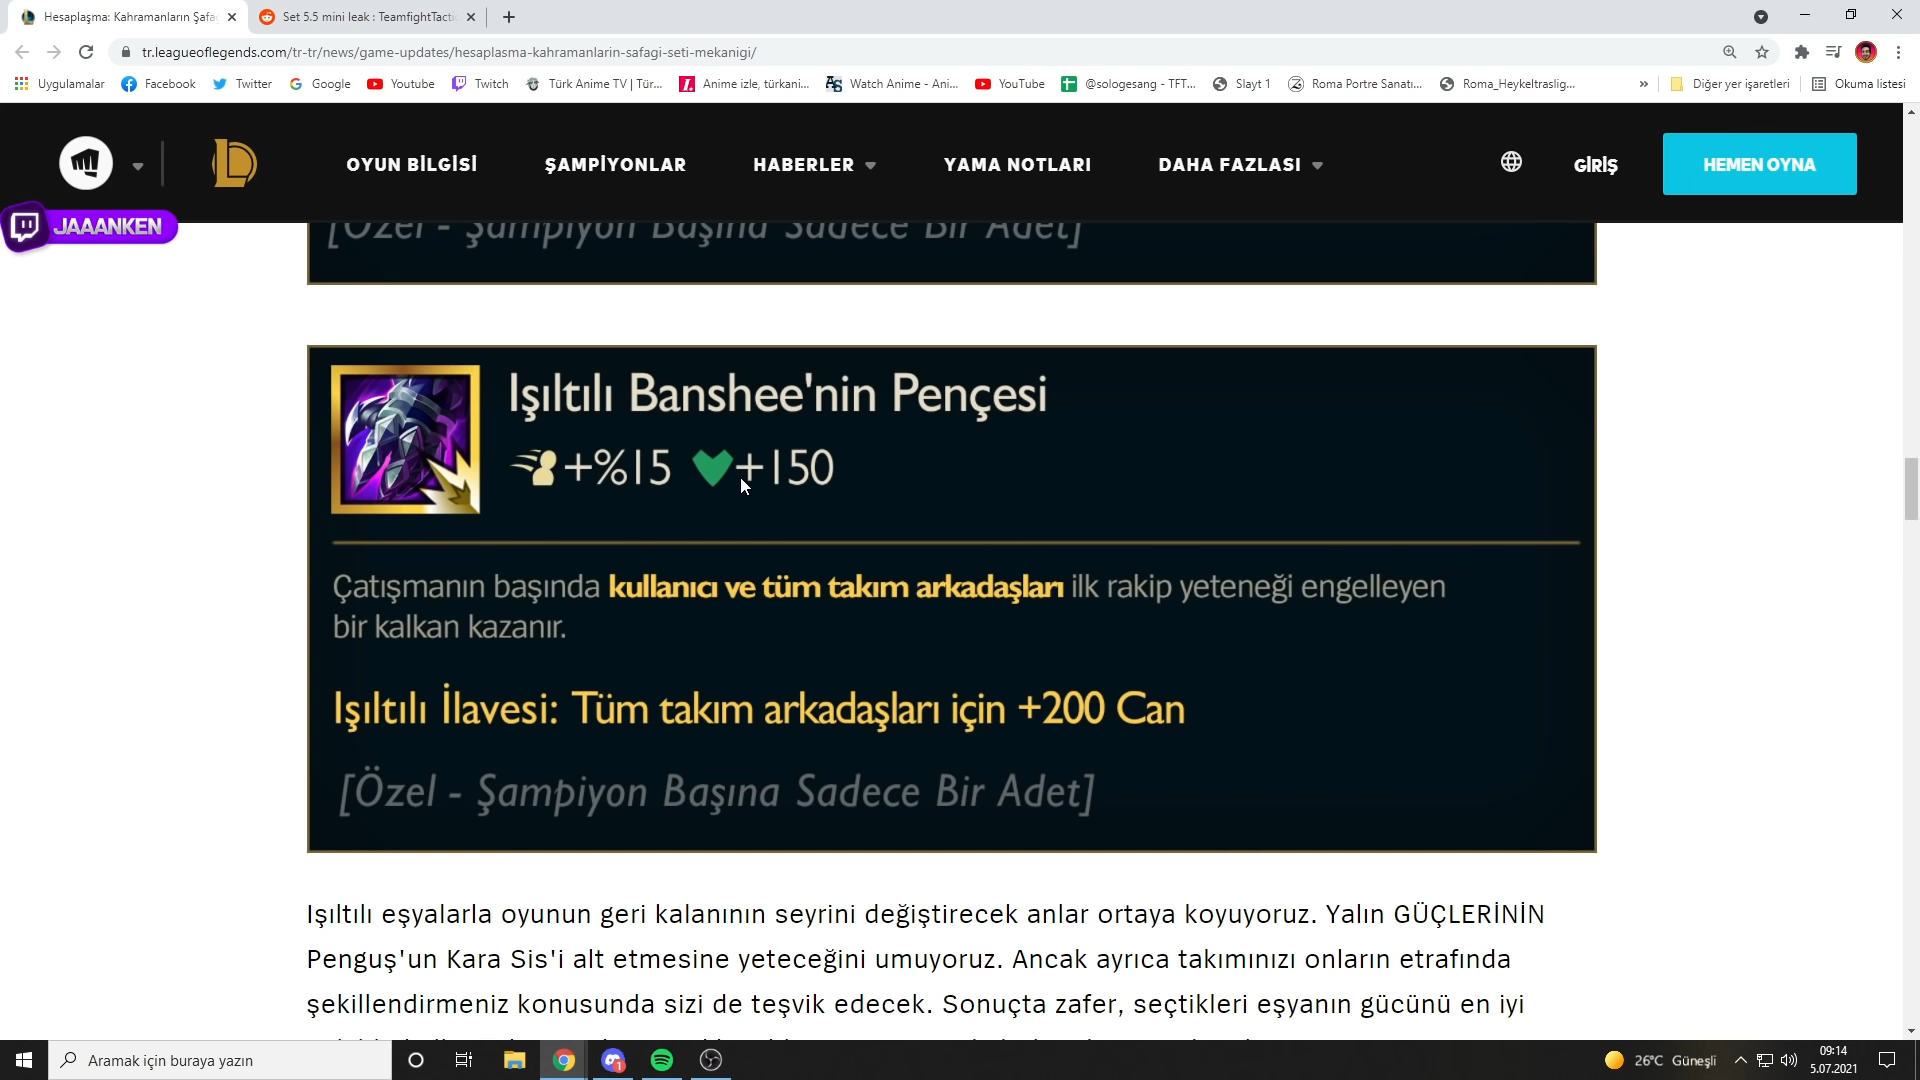 Hesaplaşma: Kahramanların Şafa
Set 5.5 mini leak : TeamfightTacti
tr.leagueoflegends.com/tr-tr/news/game-updates/hesaplasma-kahramanlarin-safagi-seti-mekanigi/
Uygulamalar Facebook Twitter Google Youtube Twitch Türk Anime TV | Tür... Anime izle, türkani... Watch Anime - Ani... YouTube @sologesang - TFT... Slayt 1 Roma Portre Sanatı... Roma_Heykeltraslig... » Diğer yer işaretleri Okuma listesi
OYUN BİLGİSİ ŞAMPİYONLAR HABERLER YAMA NOTLARI DAHA FAZLASI GİRİŞ HEMEN OYNA
JAAANKEN
[Özel - Şampiyon Başına Sadece Bir Adet]
Işıltılı Banshee'nin Pençesi
+%15 +150
Çatışmanın başında kullanıcı ve tüm takım arkadaşları ilk rakip yeteneği engelleyen
bir kalkan kazanır.
Işıltılı İlavesi: Tüm takım arkadaşları için +200 Can
[Özel - Şampiyon Başına Sadece Bir Adet]
Işıltılı eşyalarla oyunun geri kalanının seyrini değiştirecek anlar ortaya koyuyoruz. Yalın GÜÇLERİNİN
Penguş'un Kara Sis'i alt etmesine yeteceğini umuyoruz. Ancak ayrıca takımınızı onların etrafında
şekillendirmeniz konusunda sizi de teşvik edecek. Sonuçta zafer, seçtikleri eşyanın gücünü en iyi
Aramak için buraya yazın
1
26°C Güneşli
09:14
5.07.2021